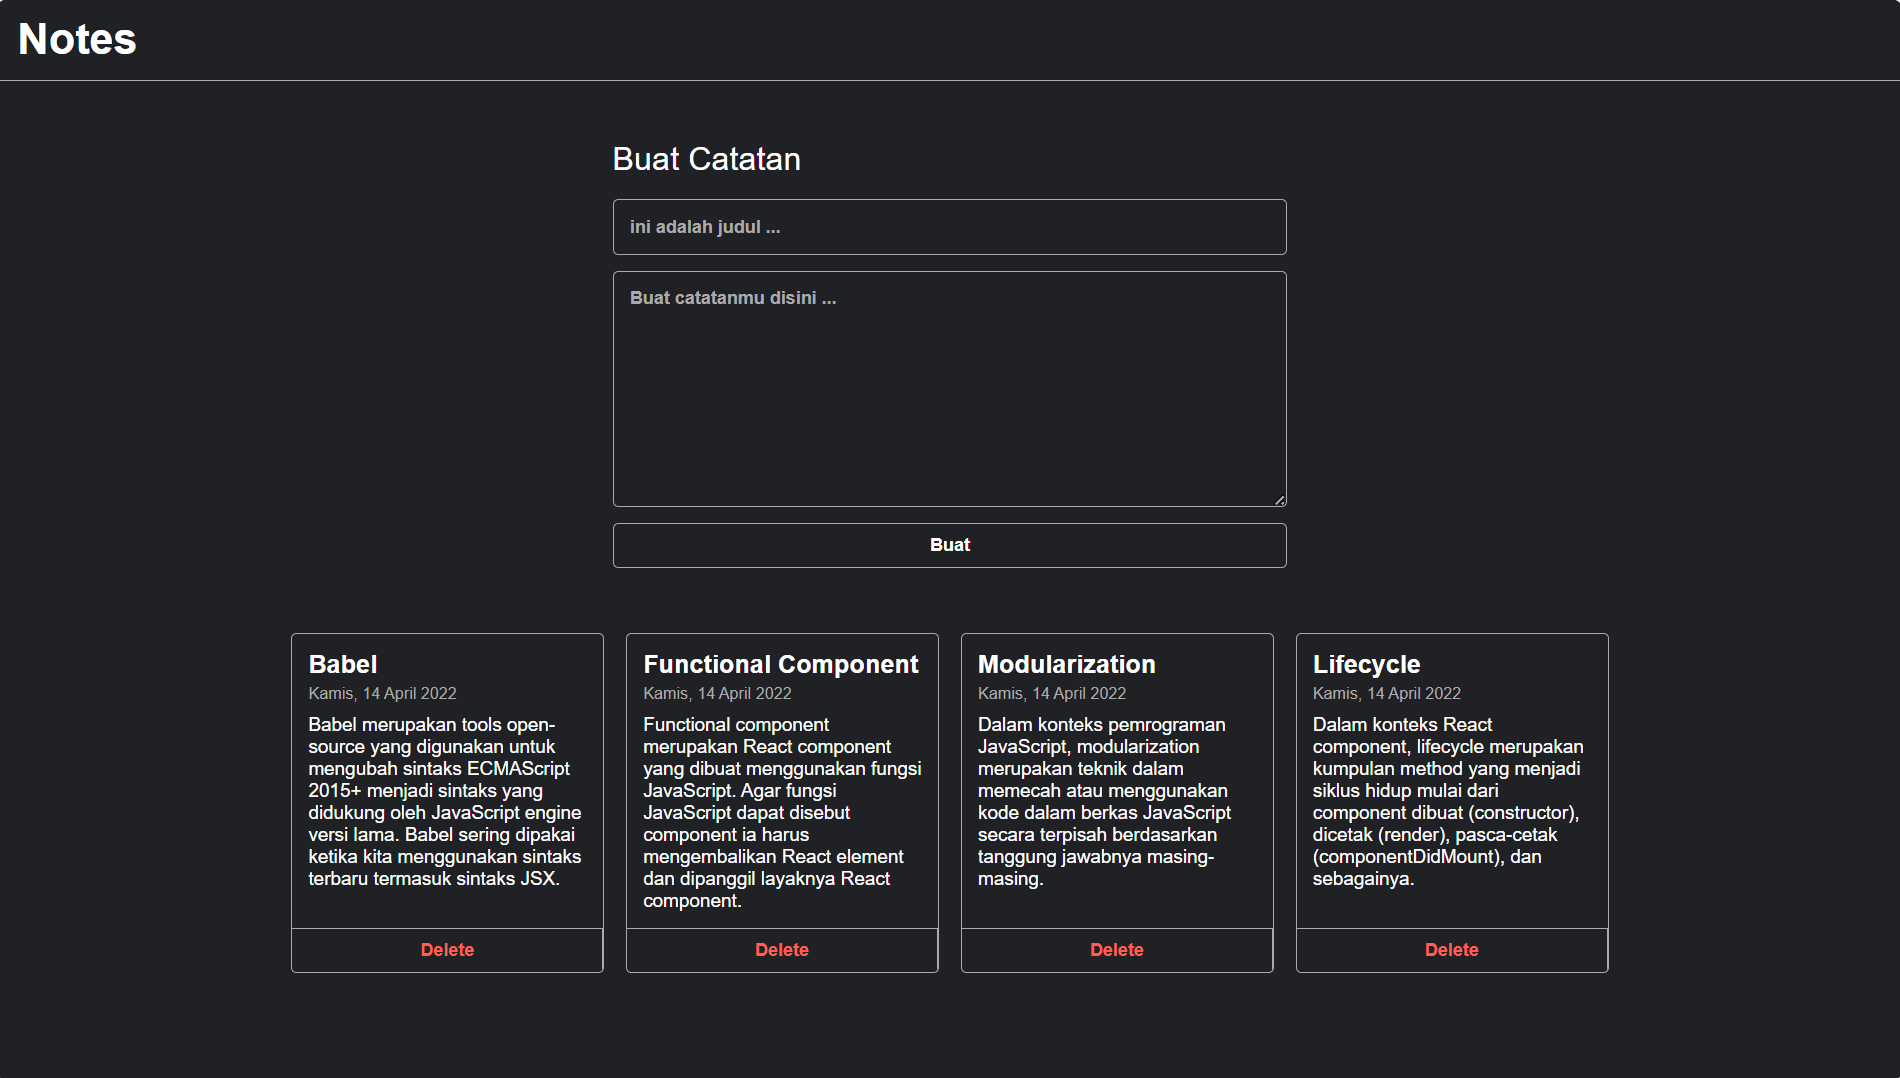 Notes
Buat Catatan
ini adalah judul ...
Buat catatanmu disini ...
Buat
Babel
Kamis, 14 April 2022
Babel merupakan tools open-
source yang digunakan untuk
mengubah sintaks ECMAScript
2015+ menjadi sintaks yang
didukung oleh JavaScript engine
versi lama. Babel sering dipakai
ketika kita menggunakan sintaks
terbaru termasuk sintaks JSX.
Delete
Functional Component
Kamis, 14 April 2022
Functional component
merupakan React component
yang dibuat menggunakan fungsi
JavaScript. Agar fungsi
JavaScript dapat disebut
component ia harus
mengembalikan React element
dan dipanggil layaknya React
component.
Delete
Modularization
Kamis, 14 April 2022
Dalam konteks pemrograman
JavaScript, modularization
merupakan teknik dalam
memecah atau menggunakan
kode dalam berkas JavaScript
secara terpisah berdasarkan
tanggung jawabnya masing-
masing.
Delete
Lifecycle
Kamis, 14 April 2022
Dalam konteks React
component, lifecycle merupakan
kumpulan method yang menjadi
siklus hidup mulai dari
component dibuat (constructor),
dicetak (render), pasca-cetak
(componentDidMount), dan
sebagainya.
Delete